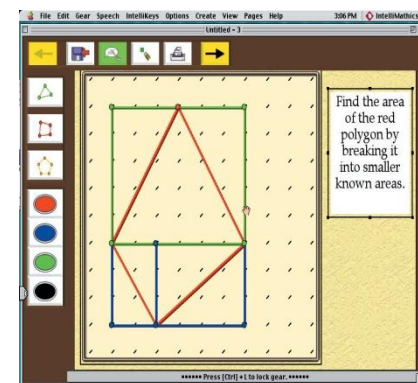 File Edit Gear Speech IntelliKeys Options Create View Pages Help 3:06 PM IntelliMathics
Untitled - 3
Find the area
of the red
polygon by
breaking it
into smaller
known areas.
•••••• Press [Ctrl] + L to lock gear. ••••••